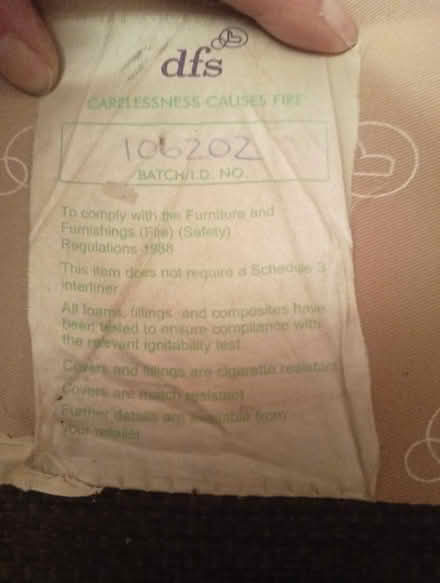 dfs
CARELESSNESS CAUSES FIRE
106202
BATCH/I.D. NO.
To comply with the Furniture and
Furnishings (Fire) (Safety)
Regulations 1988
This item does not require a Schedule 3
interliner
All foams, fillings and composites have
been tested to ensure compliance with
the relevant ignitability test
Covers and fillings are cigarette resistant
Covers are match resistant
Further details are available from
your retailer